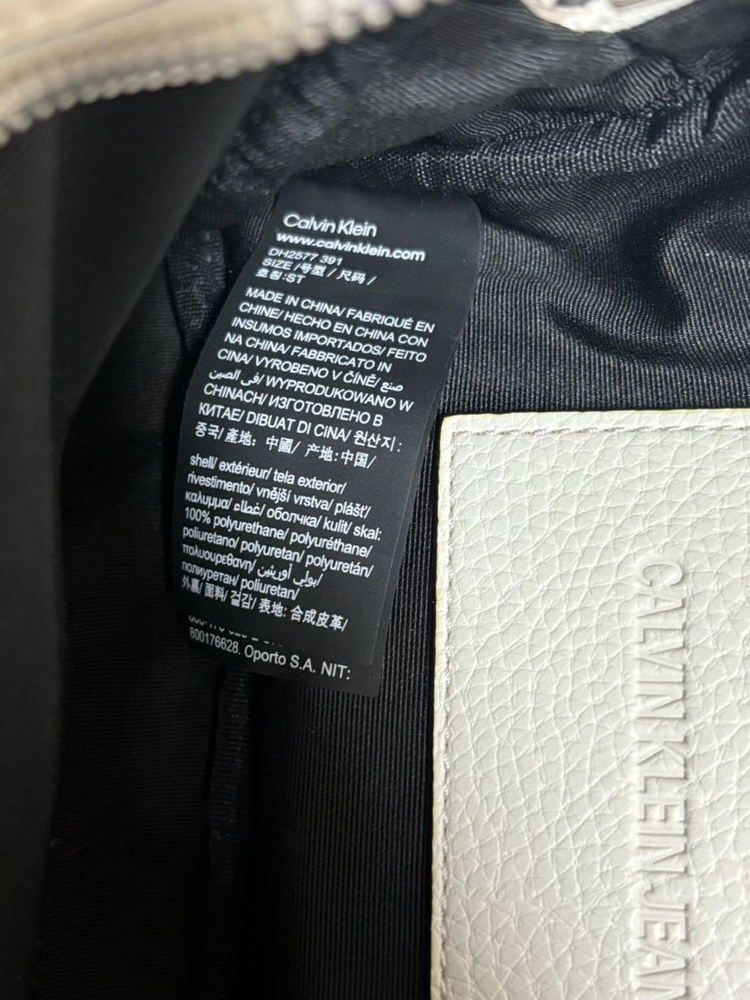 Calvin Klein
www.calvinklein.com
DH2577 391
SIZE /号型 / 尺码 /
호칭:ST
MADE IN CHINA/ FABRIQUÉ EN
CHINE/ HECHO EN CHINA CON
INSUMOS IMPORTADOS/ FEITO
NA CHINA/ FABBRICATO IN
CINA/ VYROBENO V ČÍNĚ/ صنع
في الصين/ WYPRODUKOWANO W
CHINACH/ ИЗГОТОВЛЕНО В
КИТАЕ/ DIBUAT DI CINA/ 원산지 :
중국/ 產地: 中國/ 产地: 中国/
shell/ extérieur/ tela exterior/
rivestimento/ vnější vrstva/ plášť/
καλυμμα/ غطاء/ оболчка/ kulit/ skal:
100% polyurethane/ polyuréthane/
poliuretano/ polyuretan/ polyuretán/
πολυουρεθανη/ بولي أوريثين/
полиуретан/ poliuretan/
外裏/ 面料/ 겉감/ 表地: 合成皮革/
800176628. Oporto S.A. NIT:
CALVIN KLEIN JEAN